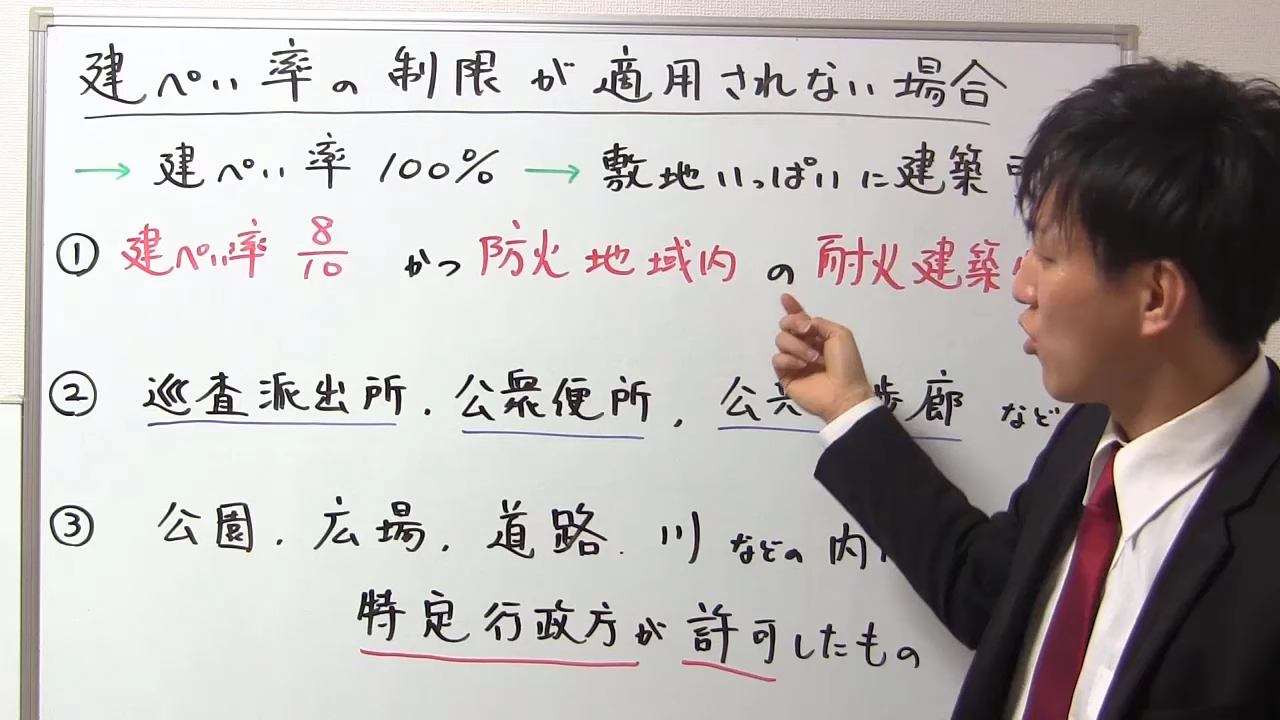 建ぺい率の制限が適用されない場合
→ 建ぺい率 100% → 敷地いっぱいに建築
① 建ぺい率 8/10 かつ 防火地域内 の 耐火建築
② 巡査派出所. 公衆便所, 公 歩廊 など
③ 公園. 広場, 道路. 川 などの 内
特定行政方が許可したもの